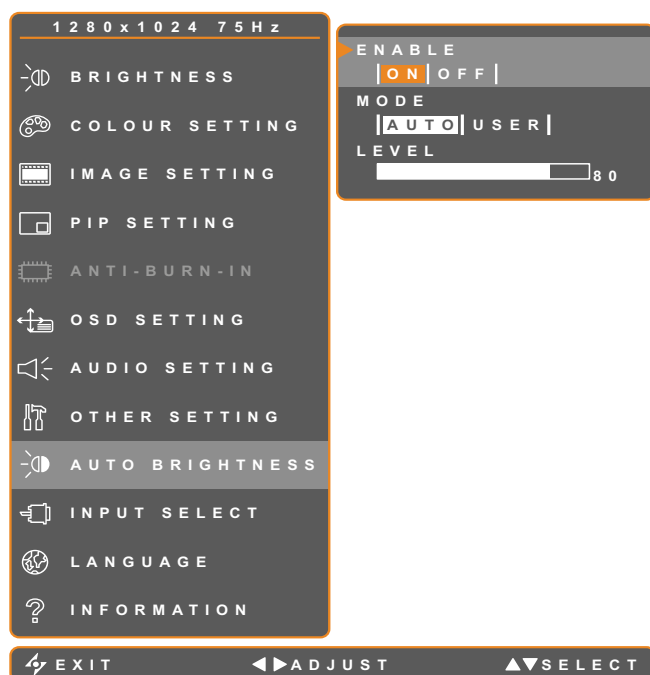 1280x1024 75Hz
BRIGHTNESS
COLOUR SETTING
IMAGE SETTING
PIP SETTING
ANTI-BURN-IN
OSD SETTING
AUDIO SETTING
OTHER SETTING
AUTO BRIGHTNESS
INPUT SELECT
LANGUAGE
INFORMATION
ENABLE
ON OFF
MODE
AUTO USER
LEVEL
80
EXIT ADJUST SELECT